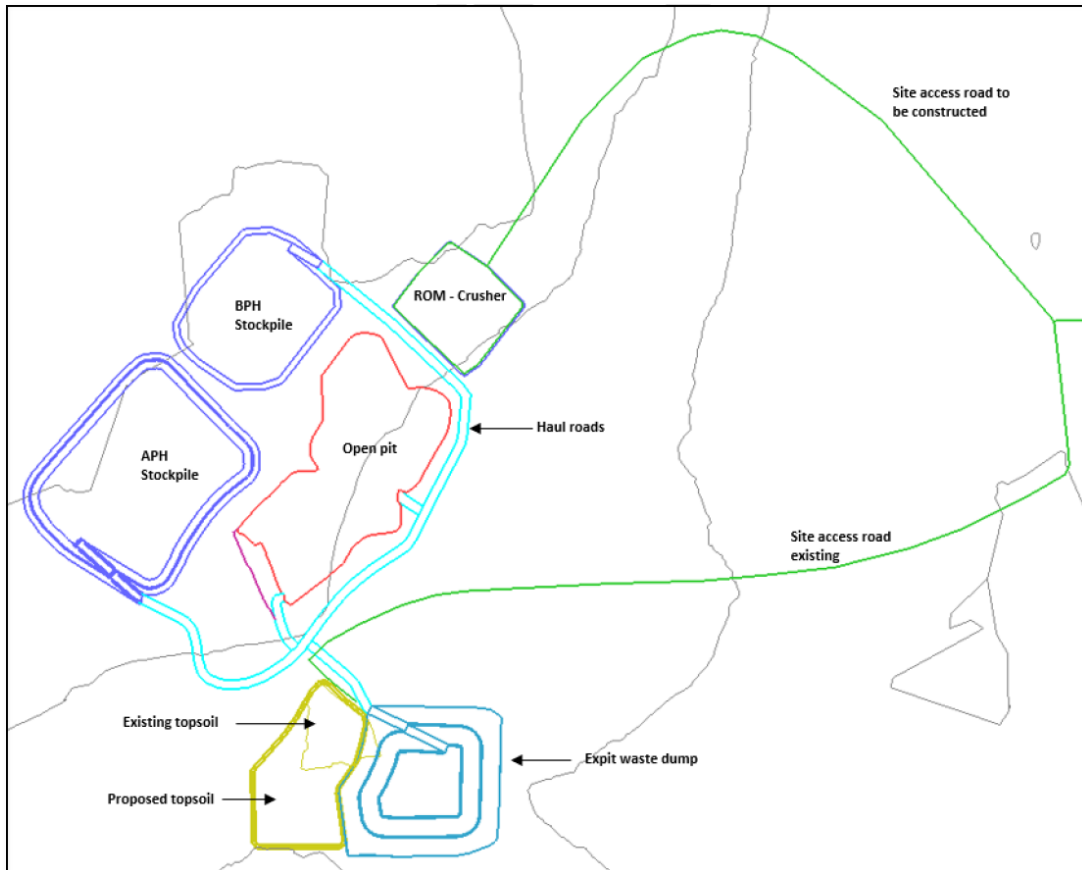 Site access road to
be constructed
BPH
Stockpile
ROM - Crusher
Haul roads
Open pit
APH
Stockpile
Site access road
existing
Existing topsoil
Expit waste dump
Proposed topsoil